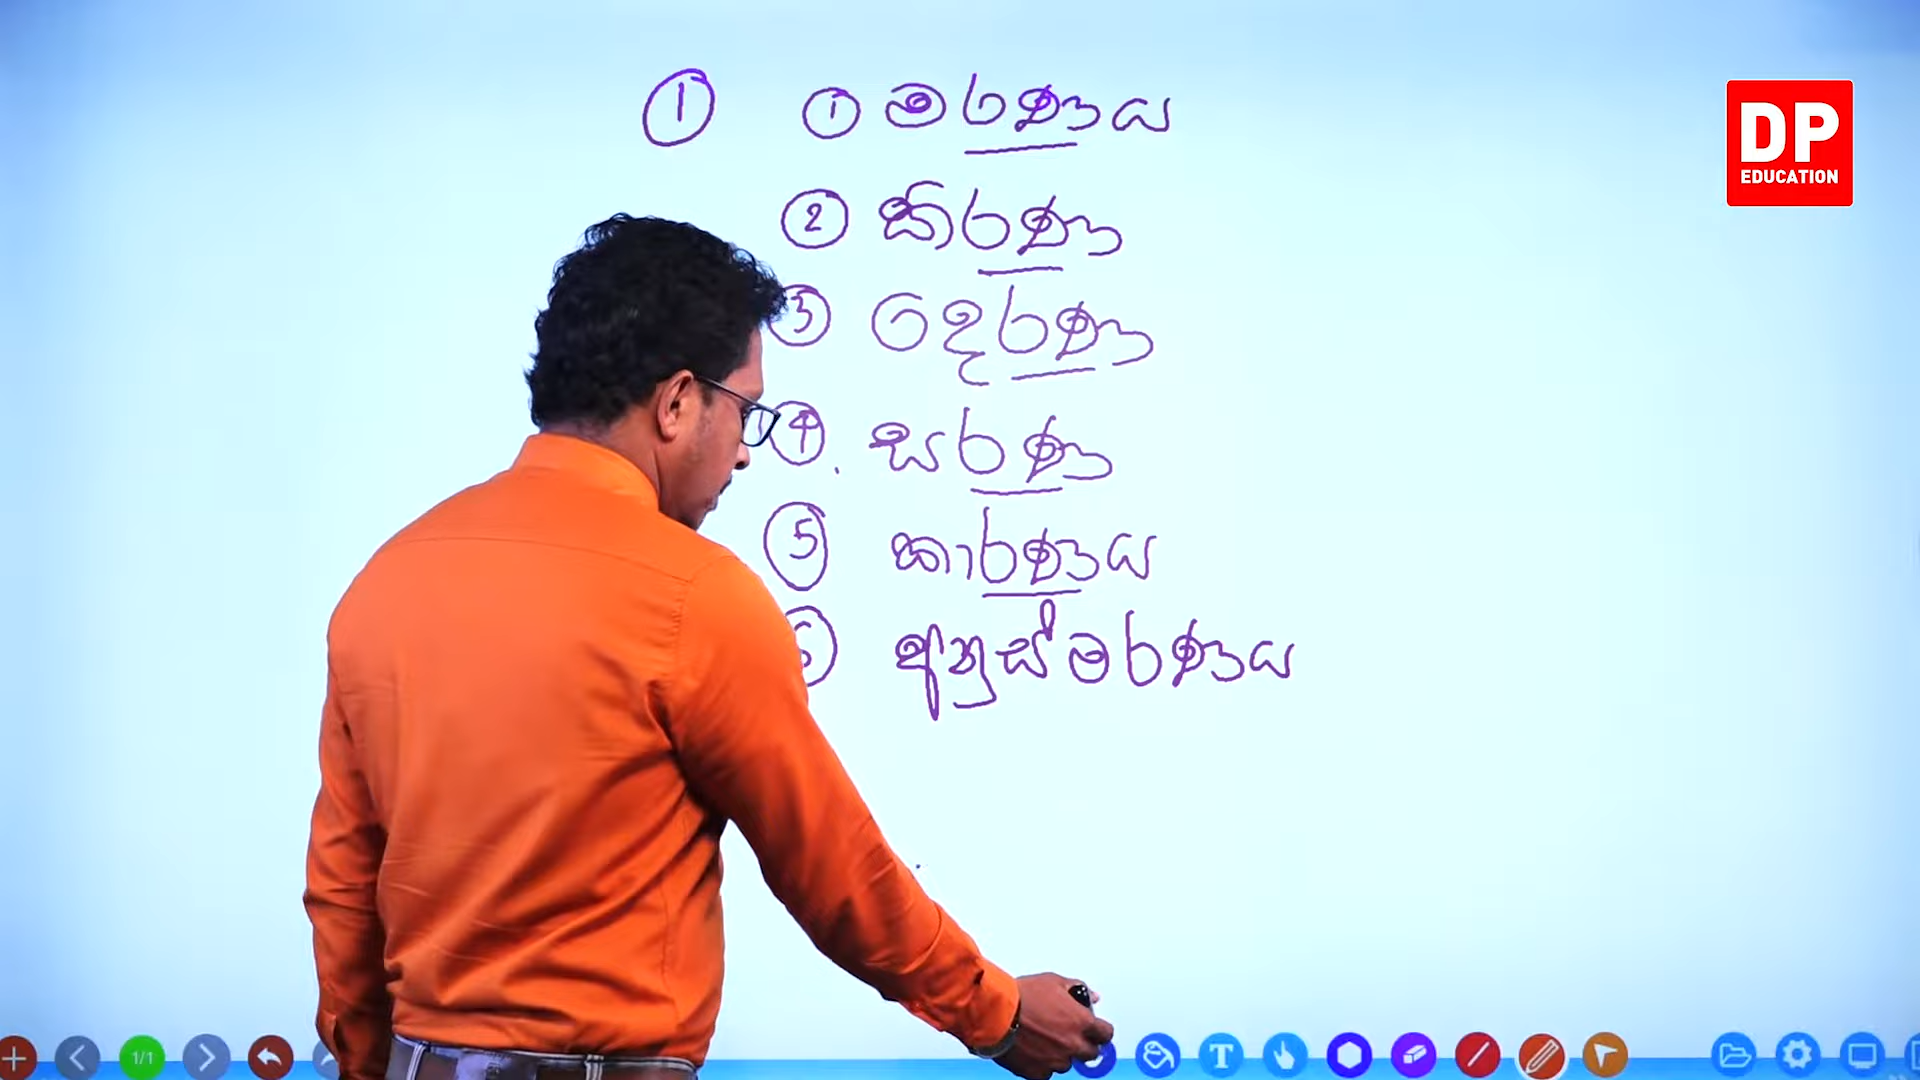 ① ① මරණය
② කිරණ
③ දෙරණ
④ සරණ
⑤ කාරණය
⑥ අනුස්මරණය
DP
EDUCATION
1/1
T